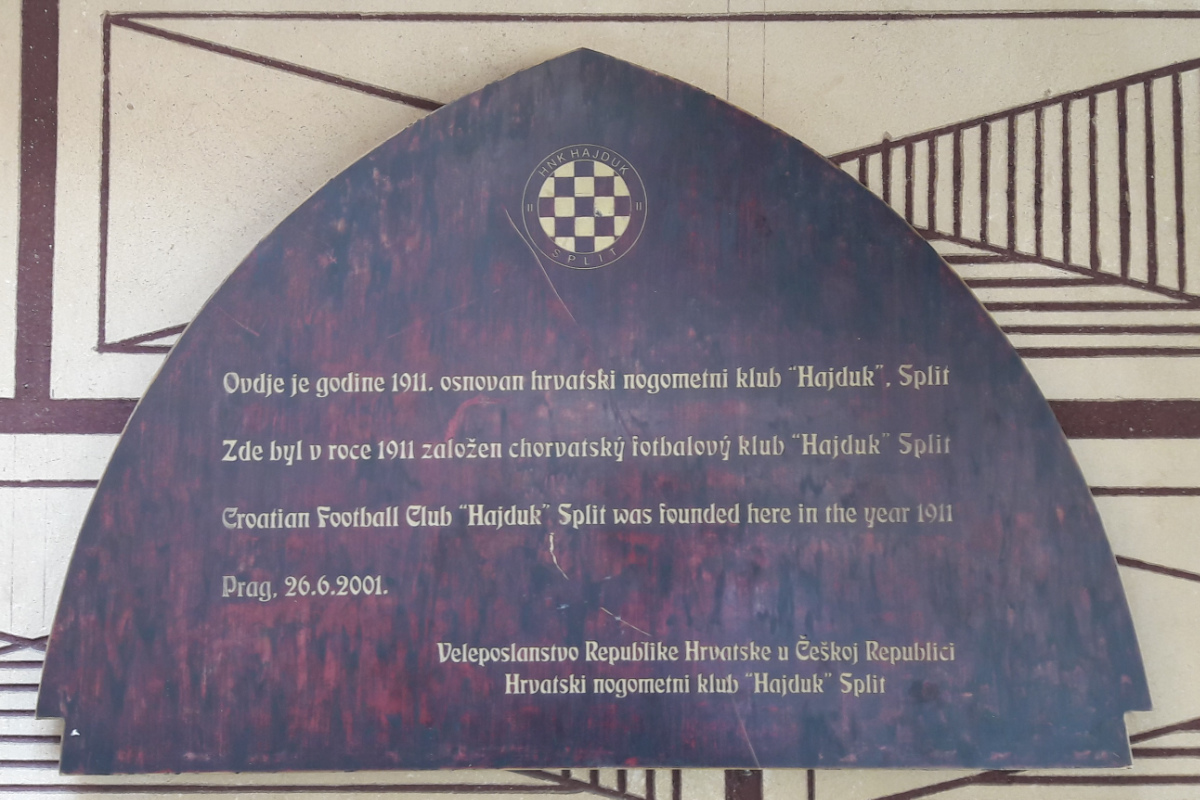 HNK HAJDUK
SPLIT
Ovdje je godine 1911. osnovan hrvatski nogometni klub “Hajduk”, Split
Zde byl v roce 1911 založen chorvatský fotbalový klub “Hajduk” Split
Croatian Football Club “Hajduk” Split was founded here in the year 1911
Prag, 26.6.2001.
Veleposlanstvo Republike Hrvatske u Češkoj Republici
Hrvatski nogometni klub “Hajduk” Split